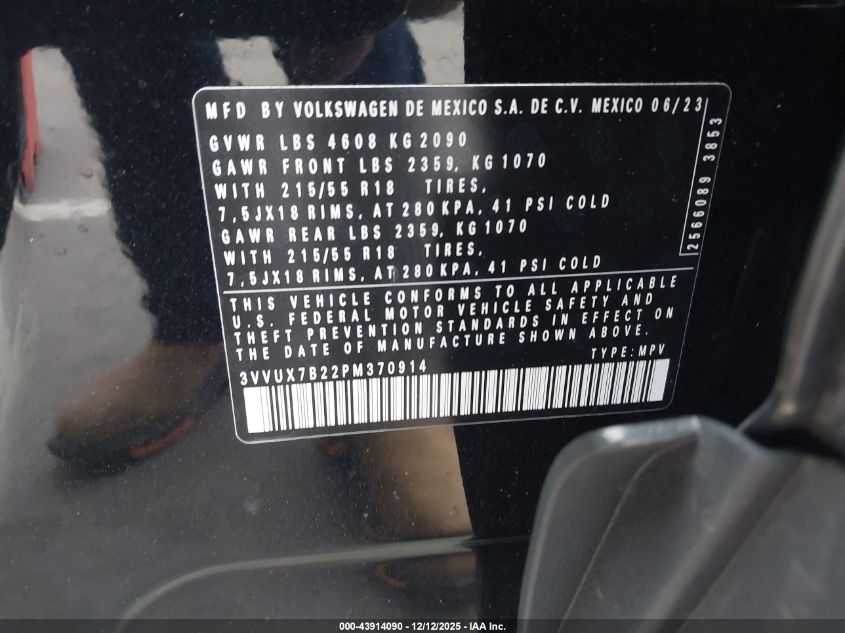 MFD BY VOLKSWAGEN DE MEXICO S.A. DE C.V. MEXICO 06/23
GVWR LBS 4608 KG 2090
GAWR FRONT LBS 2359, KG 1070
WITH 215/55 R18 TIRES,
7,5JX18 RIMS, AT 280 KPA, 41 PSI COLD
GAWR REAR LBS 2359, KG 1070
WITH 215/55 R18 TIRES,
7,5JX18 RIMS, AT 280 KPA, 41 PSI COLD
2566089 3853
THIS VEHICLE CONFORMS TO ALL APPLICABLE
U.S. FEDERAL MOTOR VEHICLE SAFETY AND
THEFT PREVENTION STANDARDS IN EFFECT ON
THE DATE OF MANUFACTURE SHOWN ABOVE.
3VVUX7B22PM370914 TYPE: MPV
000-43914090 - 12/12/2025 - IAA Inc.